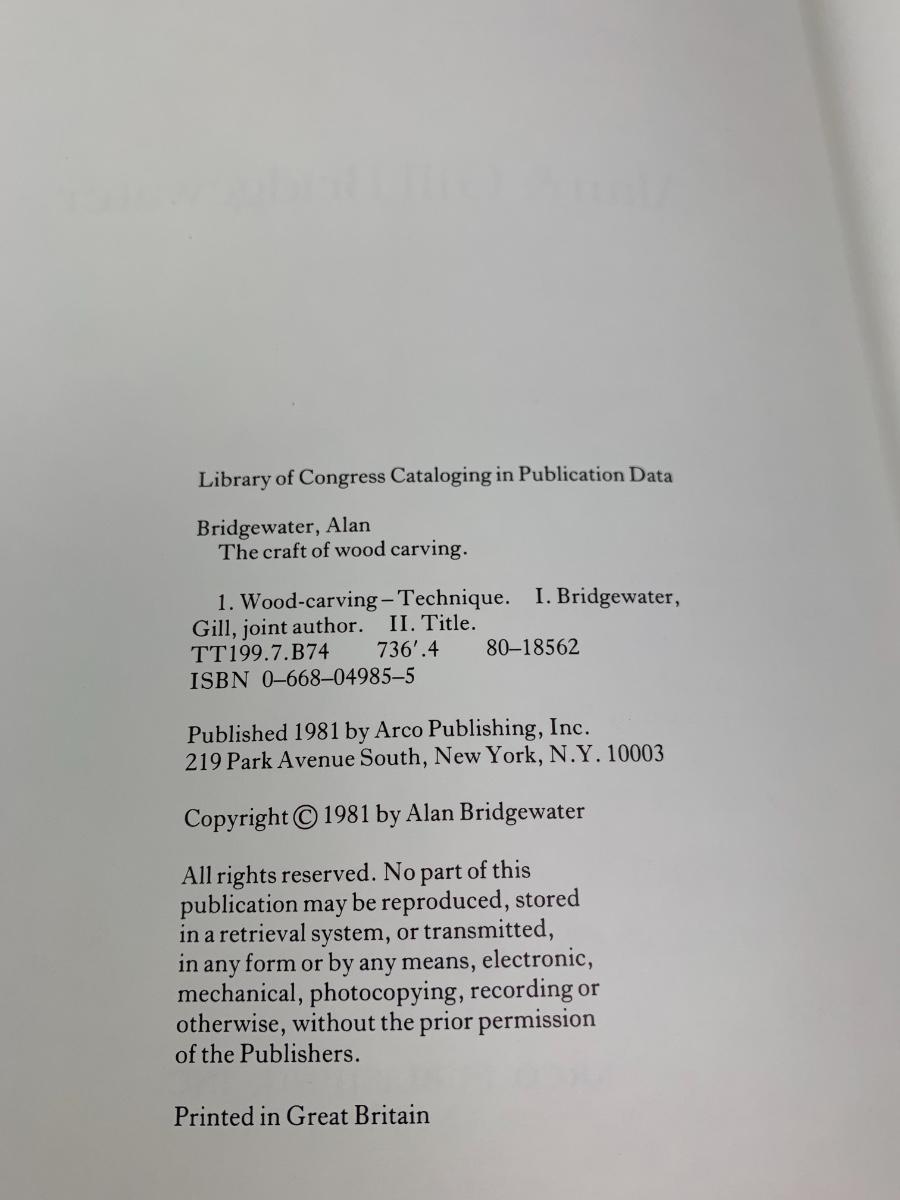 Library of Congress Cataloging in Publication Data
Bridgewater, Alan
The craft of wood carving.
1. Wood-carving – Technique. I. Bridgewater,
Gill, joint author. II. Title.
TT199.7.B74 736′.4 80–18562
ISBN 0–668–04985–5
Published 1981 by Arco Publishing, Inc.
219 Park Avenue South, New York, N.Y. 10003
Copyright © 1981 by Alan Bridgewater
All rights reserved. No part of this
publication may be reproduced, stored
in a retrieval system, or transmitted,
in any form or by any means, electronic,
mechanical, photocopying, recording or
otherwise, without the prior permission
of the Publishers.
Printed in Great Britain